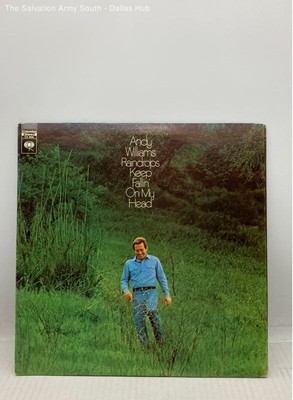 The Salvation Army South - Dallas Hub
Andy
Williams
Raindrops
Keep
Fallin'
On My
Head